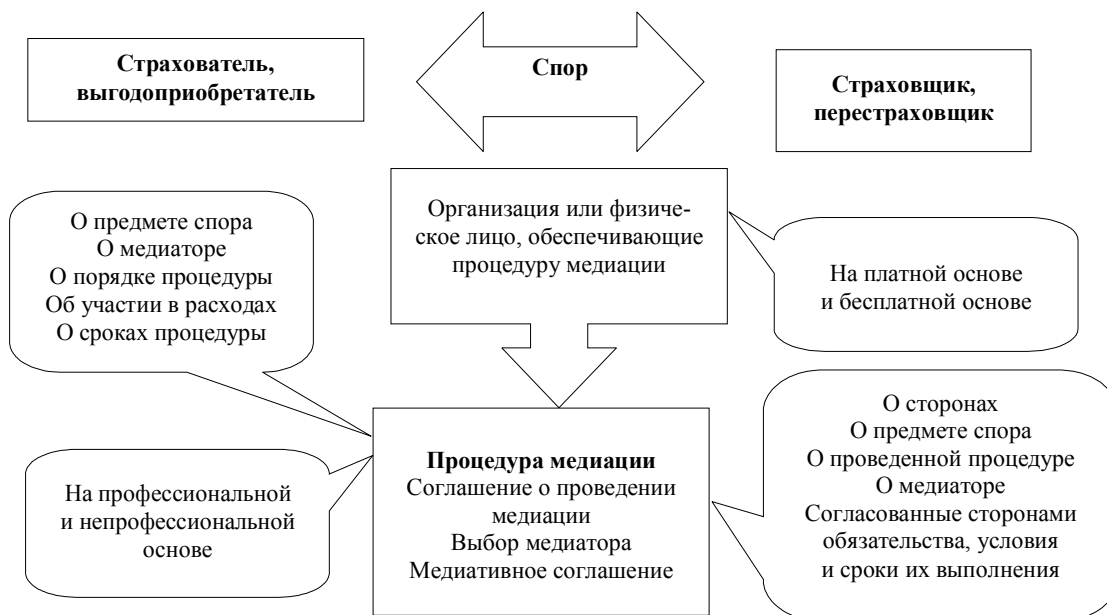 Страхователь,
выгодоприобретатель
Спор
Страховщик,
перестраховщик
О предмете спора
О медиаторе
О порядке процедуры
Об участии в расходах
О сроках процедуры
Организация или физиче-
ское лицо, обеспечивающие
процедуру медиации
На платной основе
и бесплатной основе
На профессиональной
и непрофессиональной
основе
Процедура медиации
Соглашение о проведении
медиации
Выбор медиатора
Медиативное соглашение
О сторонах
О предмете спора
О проведенной процедуре
О медиаторе
Согласованные сторонами
обязательства, условия
и сроки их выполнения